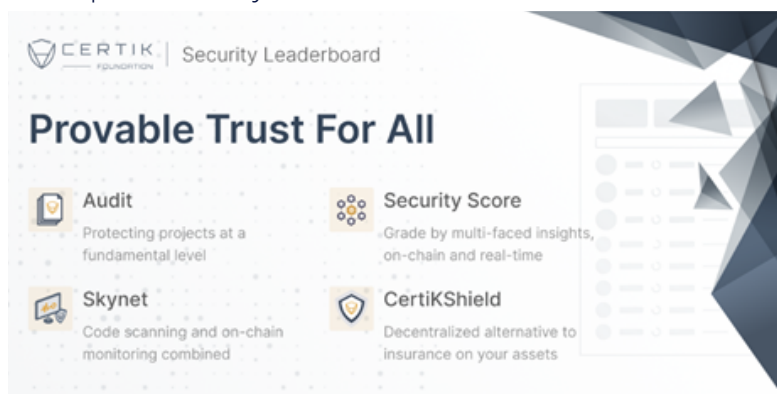 CERTIK | Security Leaderboard
FOUNDATION
Provable Trust For All
Audit
Protecting projects at a
fundamental level
Security Score
Grade by multi-faced insights,
on-chain and real-time
Skynet
Code scanning and on-chain
monitoring combined
CertiKShield
Decentralized alternative to
insurance on your assets